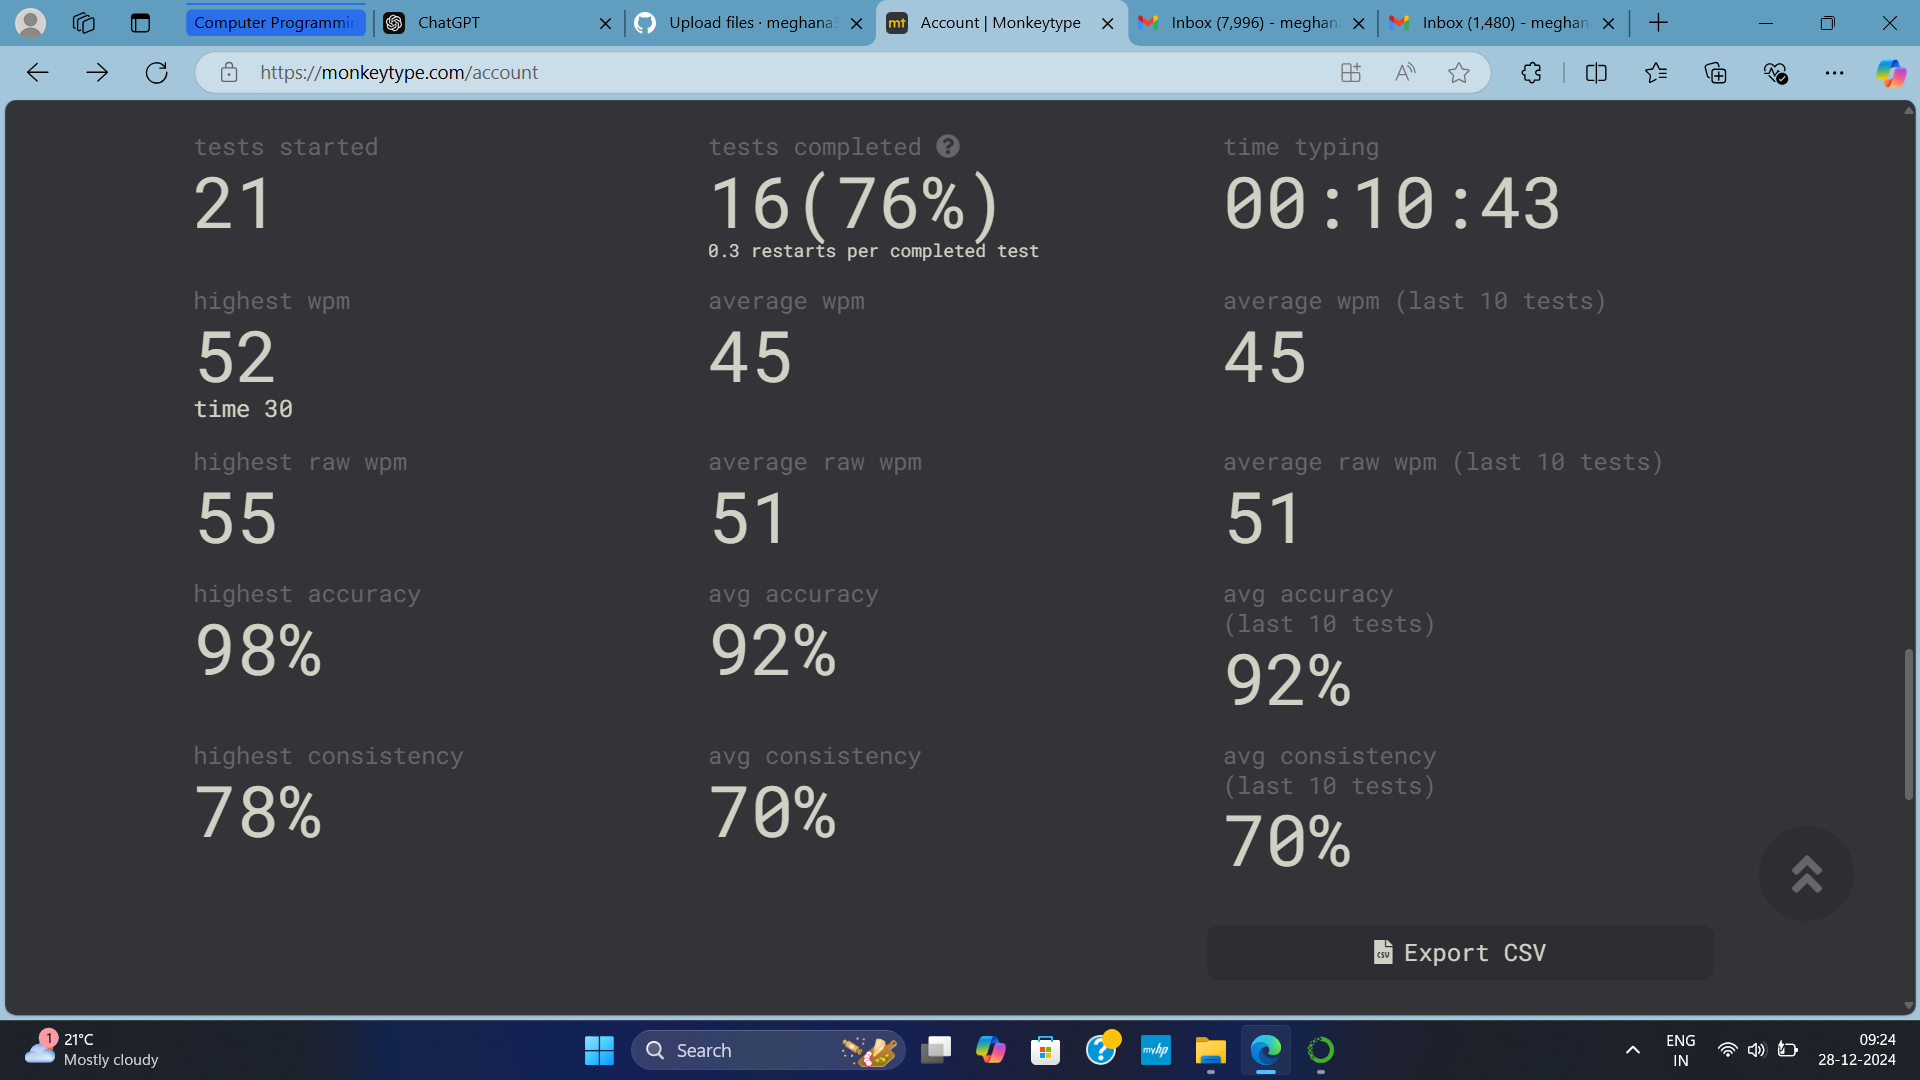 Computer Programmi
ChatGPT
Upload files · meghana
Account | Monkeytype
Inbox (7,996) - meghan
Inbox (1,480) - meghan
https://monkeytype.com/account
tests started
21
tests completed
16(76%)
0.3 restarts per completed test
time typing
00:10:43
highest wpm
52
time 30
average wpm
45
average wpm (last 10 tests)
45
highest raw wpm
55
average raw wpm
51
average raw wpm (last 10 tests)
51
highest accuracy
98%
avg accuracy
92%
avg accuracy
(last 10 tests)
92%
highest consistency
78%
avg consistency
70%
avg consistency
(last 10 tests)
70%
Export CSV
1
21°C
Mostly cloudy
Search
myhp
ENG
IN
09:24
28-12-2024